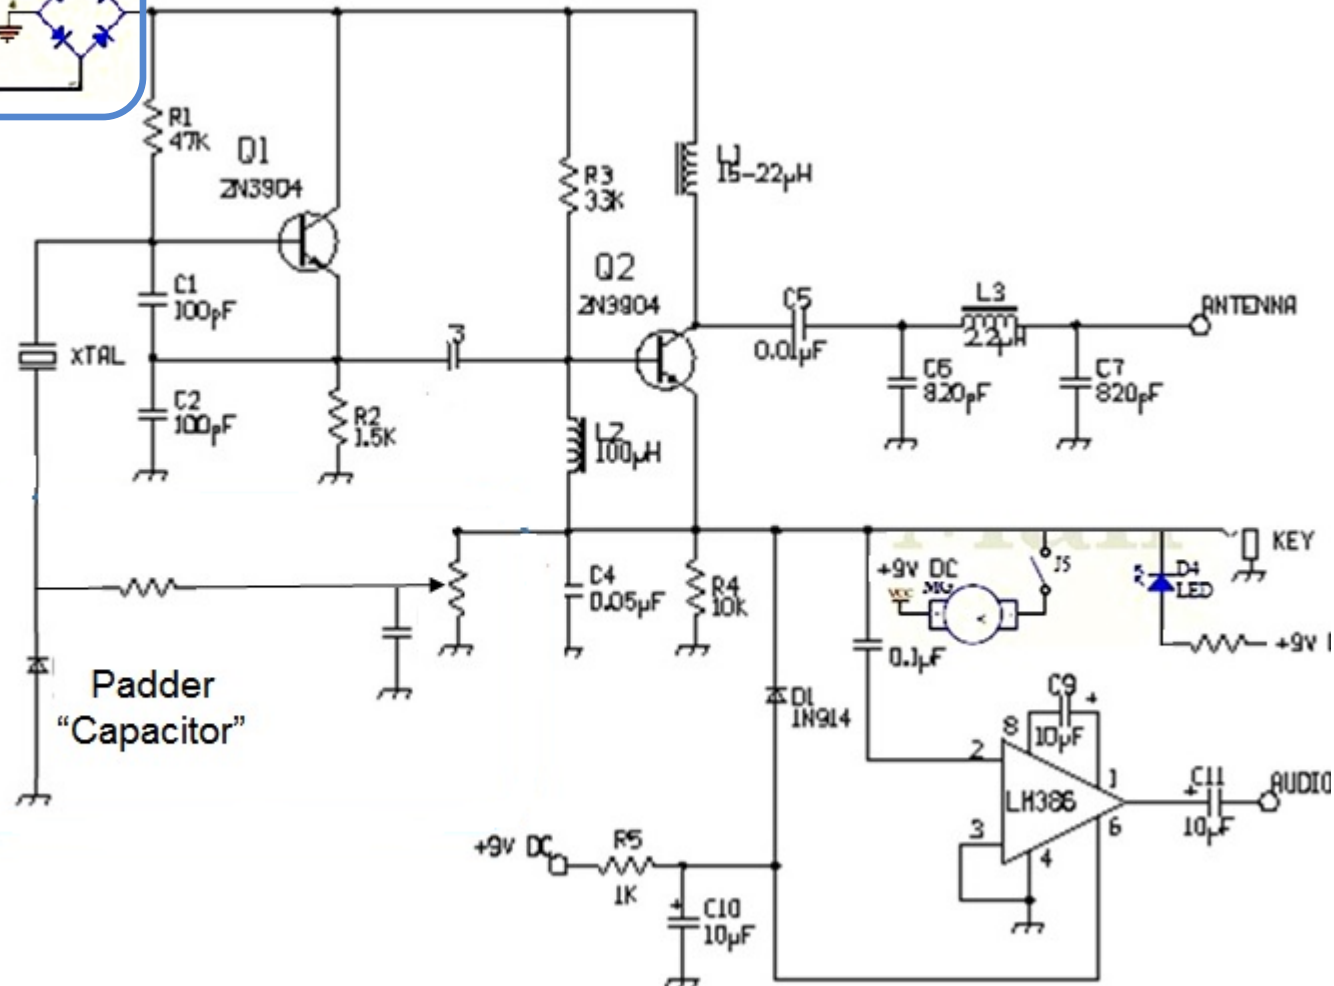 R1
47K
Q1
2N3904
R3
33K
L1
15-22µH
C1
100pF
Q2
2N3904
C5
0.01µF
L3
2.2µH
ANTENNA
XTAL
3
C6
820pF
C7
820pF
C2
100pF
R2
1.5K
L2
100µH
KEY
+9V DC
VCC
MG
A
J5
D4
LED
C4
0.05µF
R4
10K
+9V
0.1µF
Padder
“Capacitor”
D1
1N914
C9
+
10µF
8
2
1
LM386
C11
+
AUDIO
10µF
3
6
4
+9V DC
R5
1K
+
C10
10µF